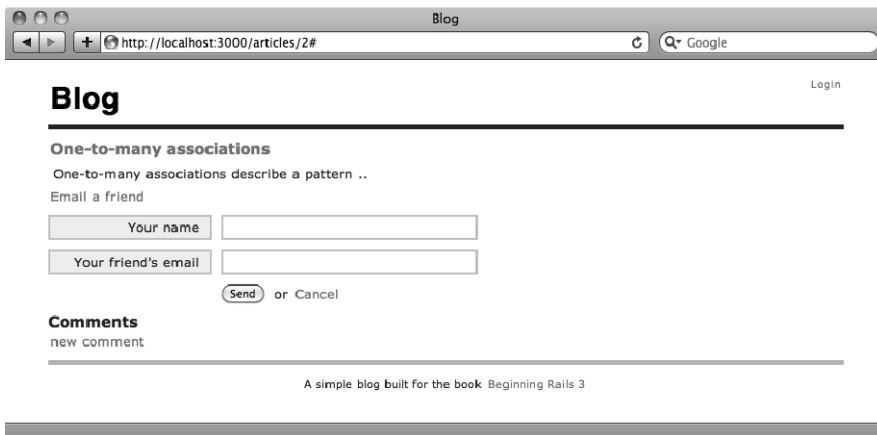 Blog
http://localhost:3000/articles/2#
Google
Login
Blog
One-to-many associations
One-to-many associations describe a pattern ..
Email a friend
Your name
Your friend's email
Send or Cancel
Comments
new comment
A simple blog built for the book Beginning Rails 3